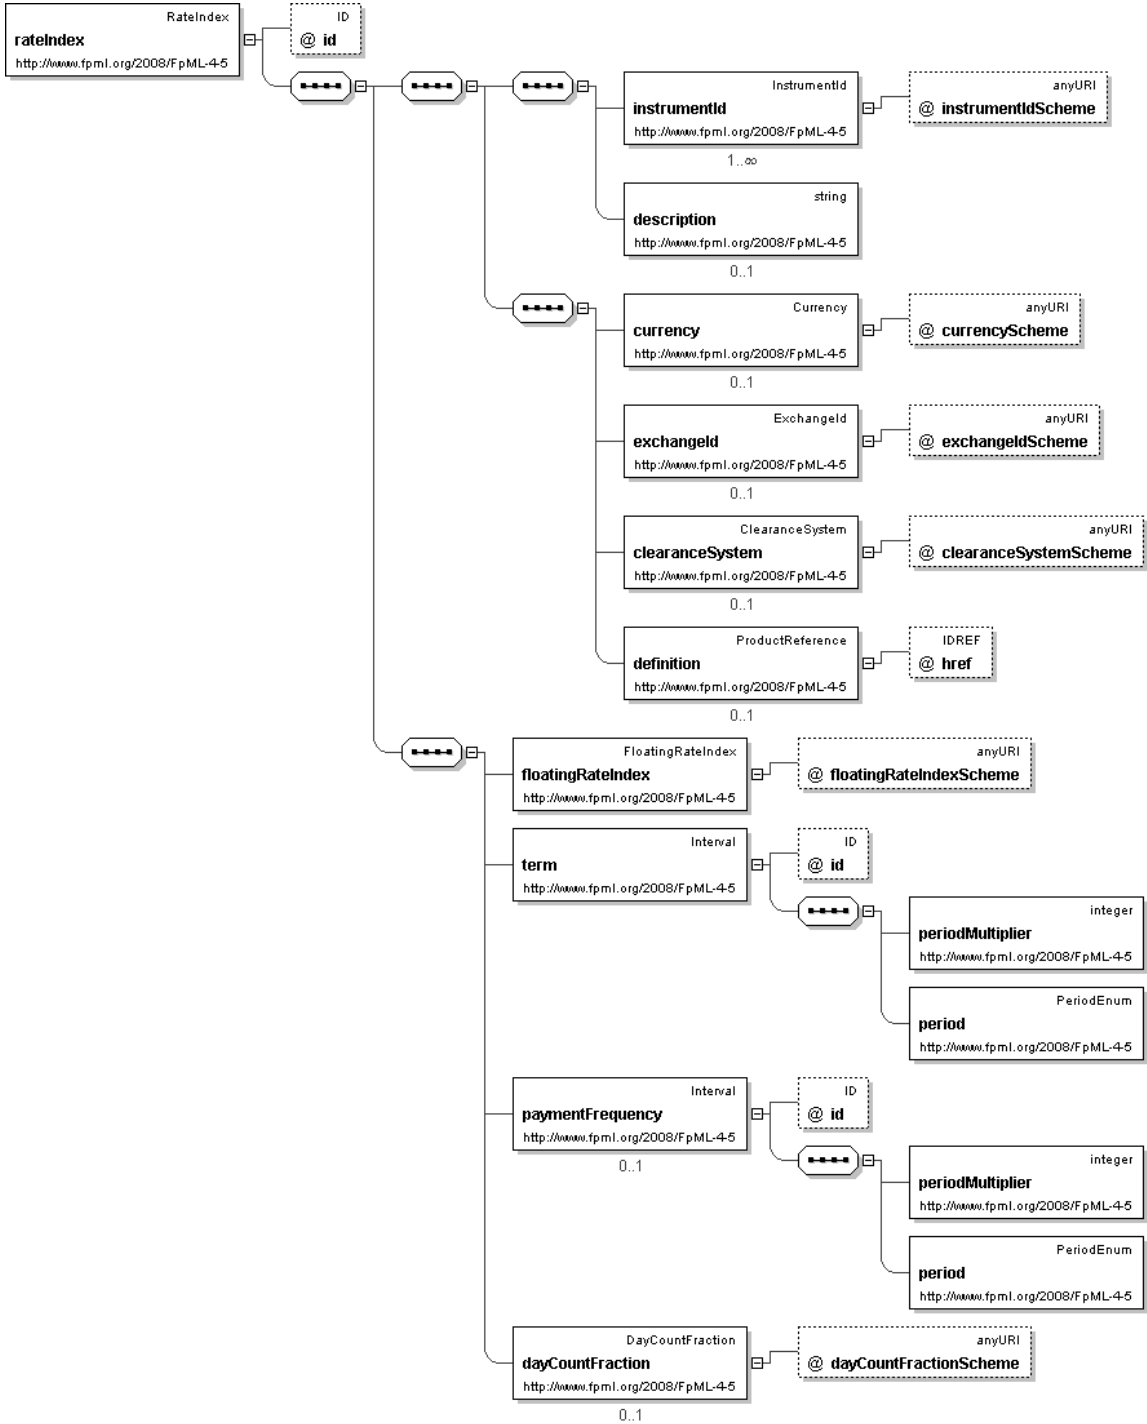 RateIndex
rateIndex
http://www.fpml.org/2008/FpML-4-5
ID
@ id
InstrumentId
instrumentId
http://www.fpml.org/2008/FpML-4-5
1..∞
anyURI
@ instrumentIdScheme
string
description
http://www.fpml.org/2008/FpML-4-5
0..1
Currency
currency
http://www.fpml.org/2008/FpML-4-5
0..1
anyURI
@ currencyScheme
ExchangeId
exchangeId
http://www.fpml.org/2008/FpML-4-5
0..1
anyURI
@ exchangeIdScheme
ClearanceSystem
clearanceSystem
http://www.fpml.org/2008/FpML-4-5
0..1
anyURI
@ clearanceSystemScheme
ProductReference
definition
http://www.fpml.org/2008/FpML-4-5
0..1
IDREF
@ href
FloatingRateIndex
floatingRateIndex
http://www.fpml.org/2008/FpML-4-5
anyURI
@ floatingRateIndexScheme
Interval
term
http://www.fpml.org/2008/FpML-4-5
ID
@ id
integer
periodMultiplier
http://www.fpml.org/2008/FpML-4-5
PeriodEnum
period
http://www.fpml.org/2008/FpML-4-5
Interval
paymentFrequency
http://www.fpml.org/2008/FpML-4-5
0..1
ID
@ id
integer
periodMultiplier
http://www.fpml.org/2008/FpML-4-5
PeriodEnum
period
http://www.fpml.org/2008/FpML-4-5
DayCountFraction
dayCountFraction
http://www.fpml.org/2008/FpML-4-5
0..1
anyURI
@ dayCountFractionScheme